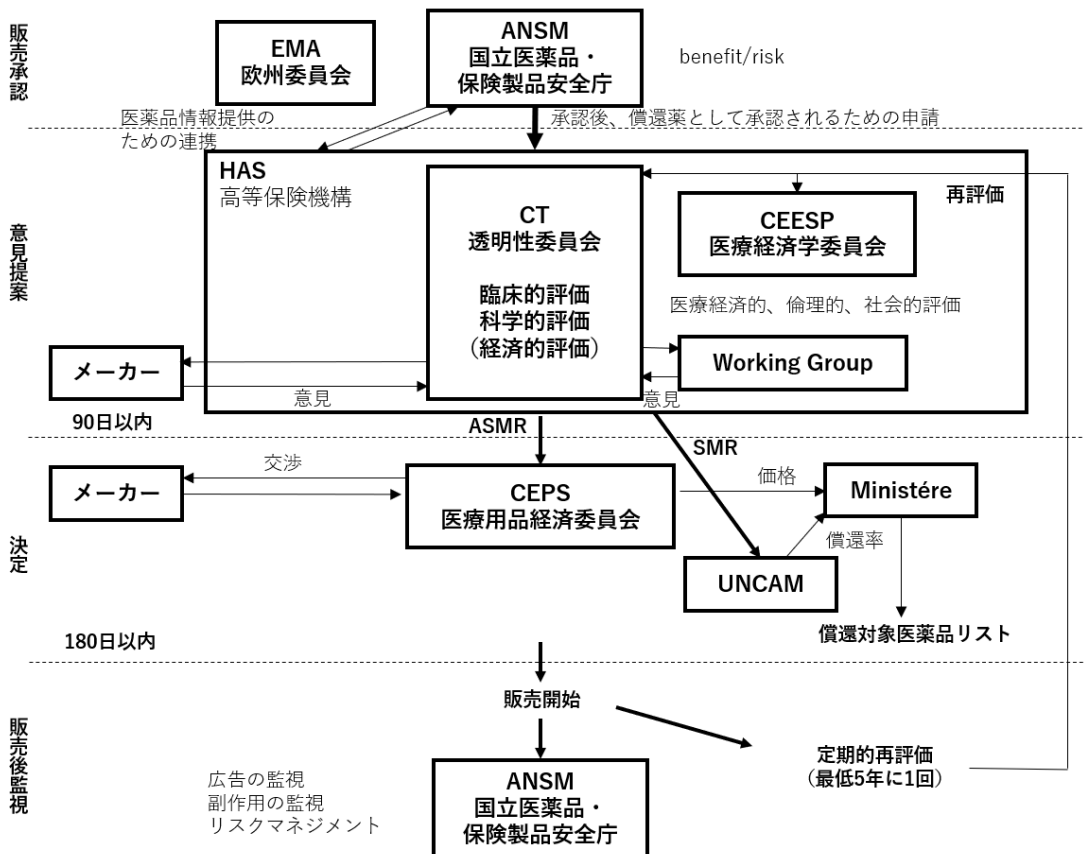 販売承認
EMA
欧州委員会
ANSM
国立医薬品・
保険製品安全庁
benefit/risk
医薬品情報提供の
ための連携
承認後、償還薬として承認されるための申請
意見提案
HAS
高等保険機構
CT
透明性委員会
臨床的評価
科学的評価
（経済的評価）
CEESP
医療経済学委員会
再評価
医療経済的、倫理的、社会的評価
Working Group
意見
メーカー
意見
90日以内
ASMR
SMR
決定
メーカー
交渉
CEPS
医療用品経済委員会
価格
Ministére
償還率
UNCAM
償還対象医薬品リスト
180日以内
販売後監視
販売開始
定期的再評価
（最低5年に1回）
広告の監視
副作用の監視
リスクマネジメント
ANSM
国立医薬品・
保険製品安全庁